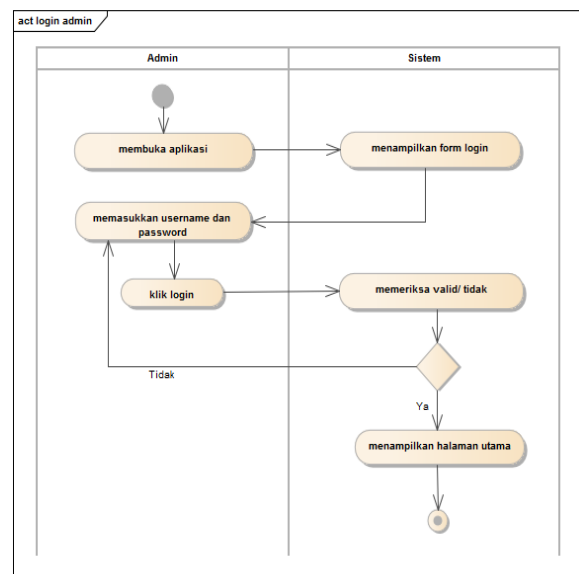 act login admin
Admin
Sistem
membuka aplikasi
menampilkan form login
memasukkan username dan
password
klik login
memeriksa valid/ tidak
Tidak
Ya
menampilkan halaman utama